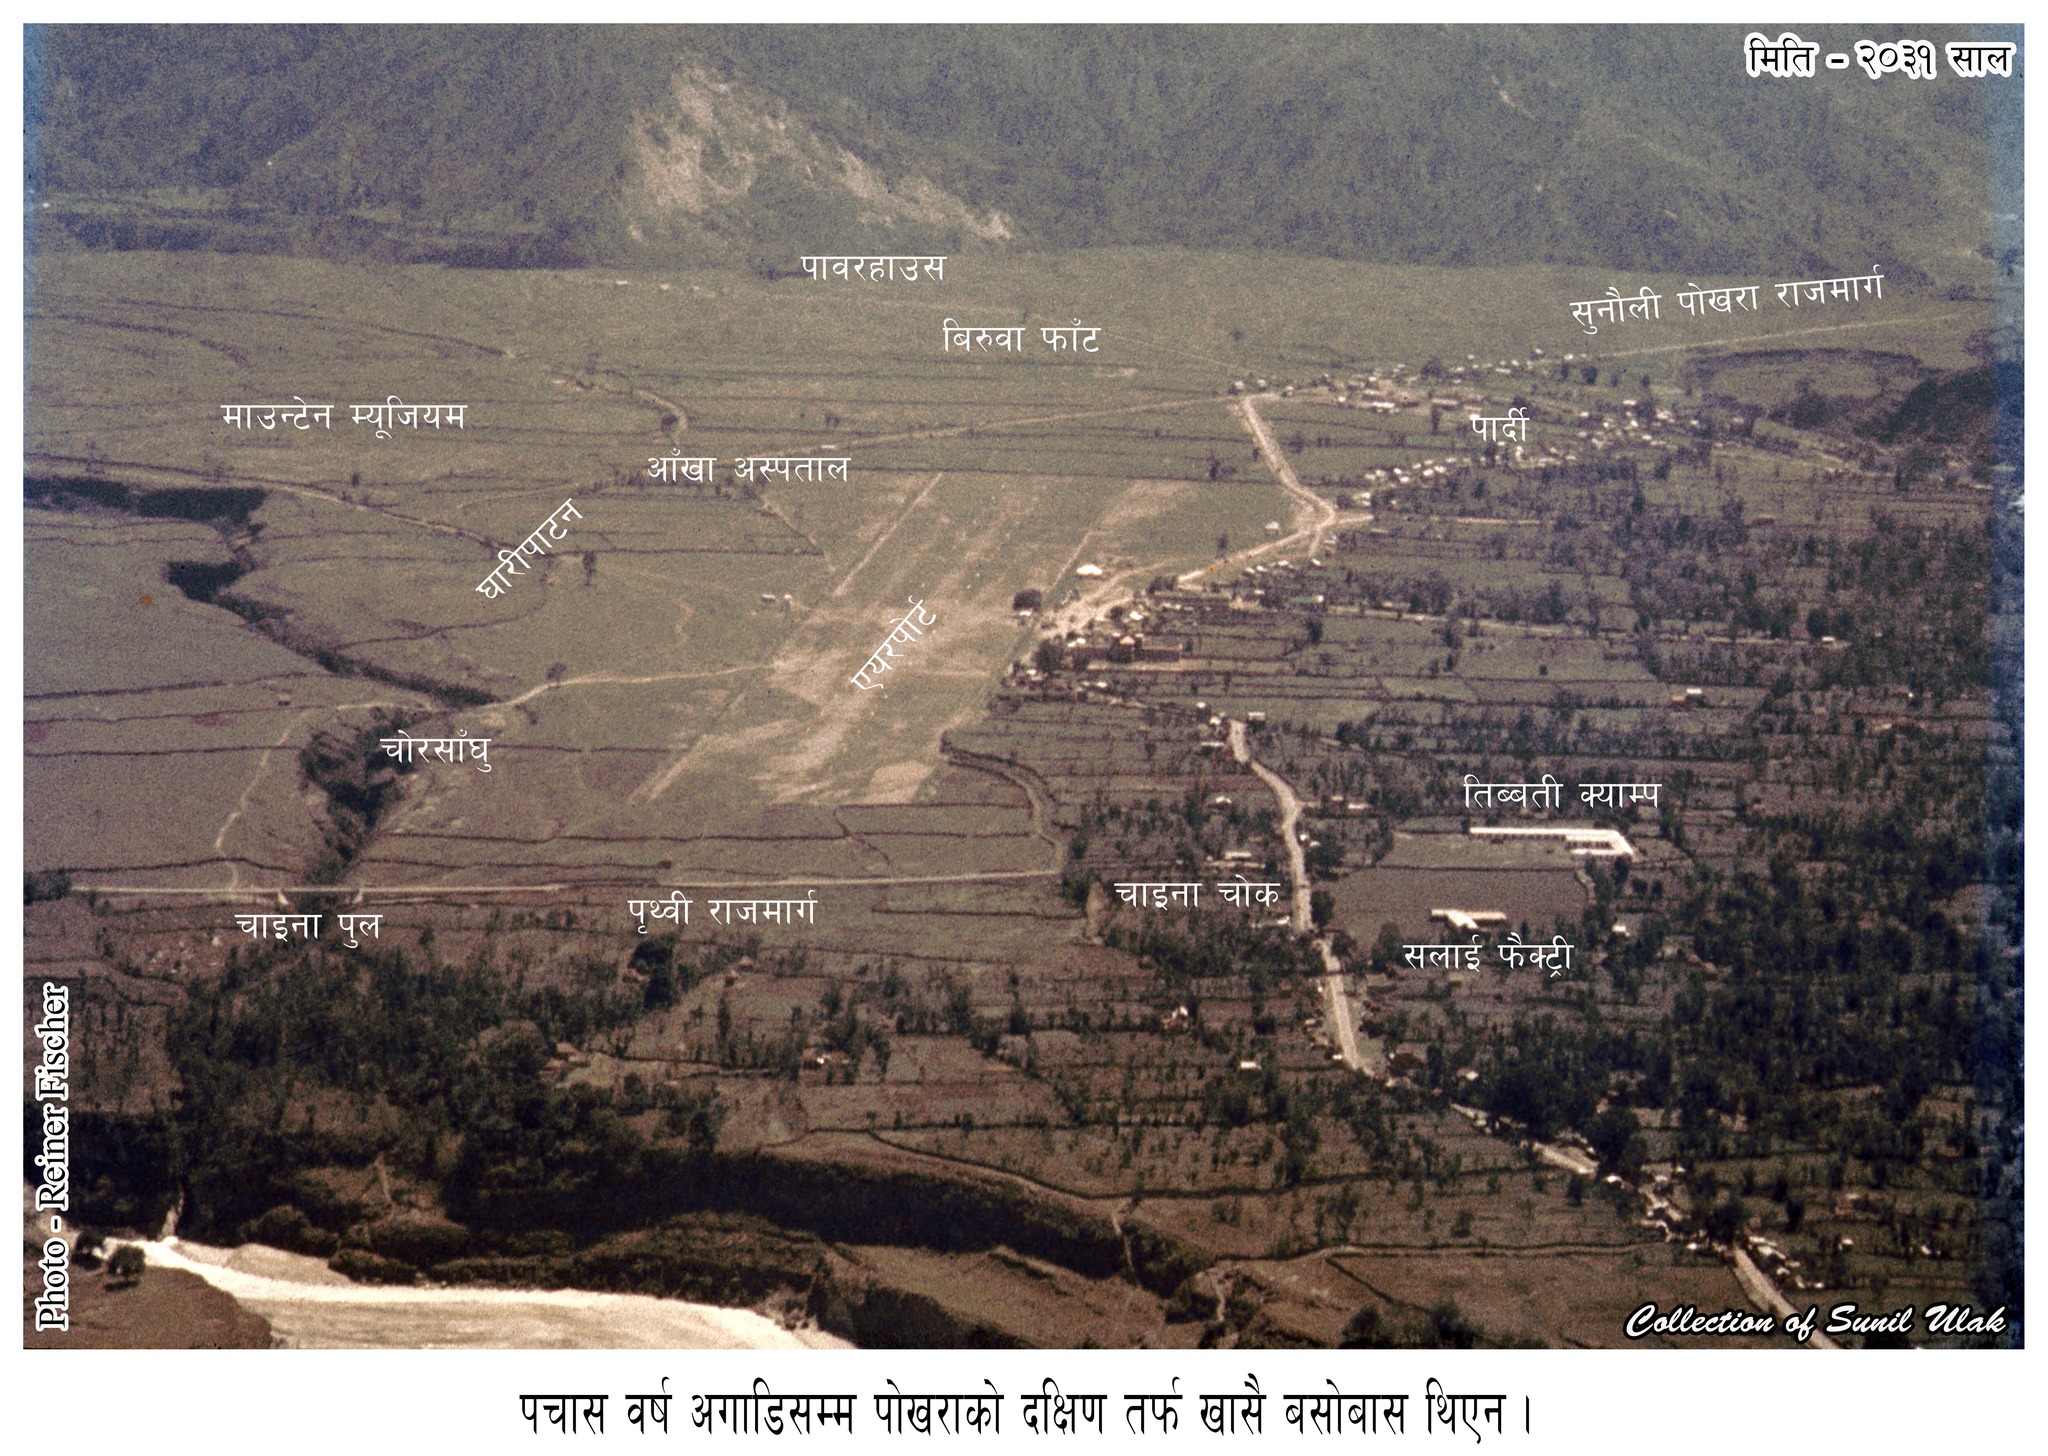 मिति - २०३१ साल
पावरहाउस
सुनौली पोखरा राजमार्ग
बिरुवा फाँट
माउन्टेन म्यूजियम
पार्दी
आँखा अस्पताल
घारीपाटन
एयरपोर्ट
चोरसाँघु
तिब्बती क्याम्प
चाइना चोक
पृथ्वी राजमार्ग
चाइना पुल
सलाई फैक्ट्री
Photo - Reiner Fischer
Collection of Sunil Ulak
पचास वर्ष अगाडिसम्म पोखराको दक्षिण तर्फ खासै बसोबास थिएन ।